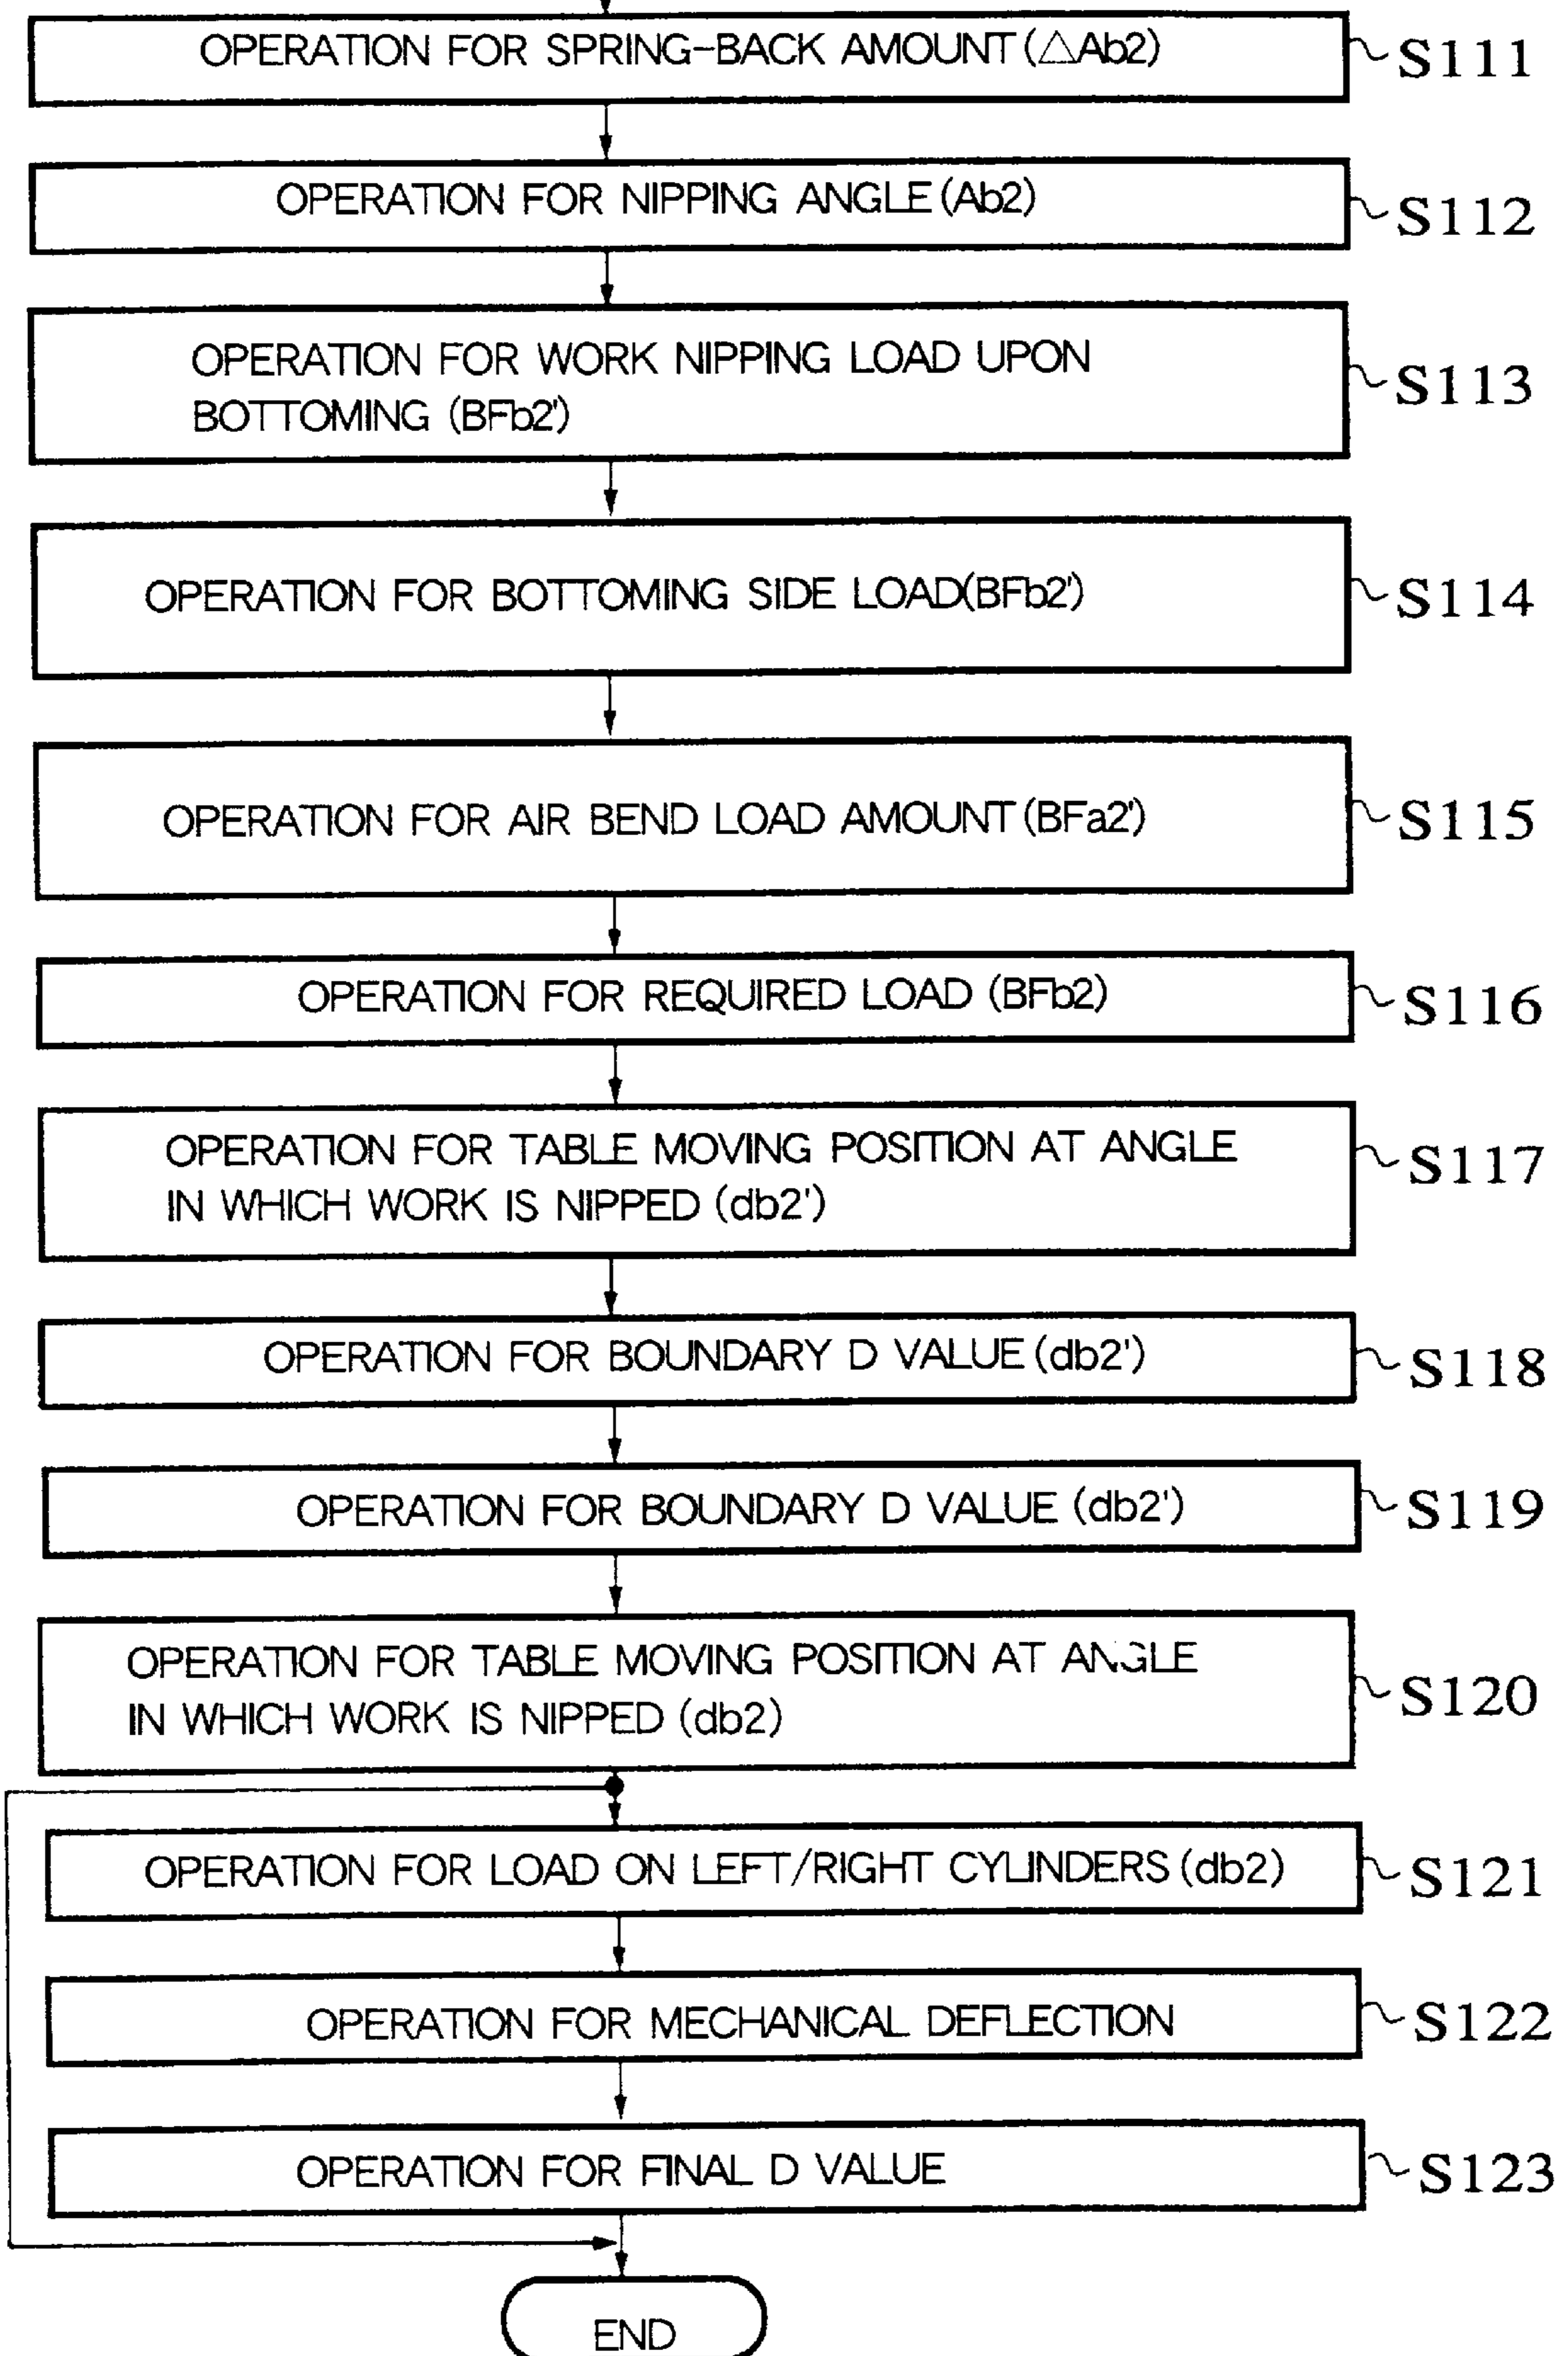 OPERATION FOR SPRING-BACK AMOUNT (△Ab2)
S111
OPERATION FOR NIPPING ANGLE (Ab2)
S112
OPERATION FOR WORK NIPPING LOAD UPON
BOTTOMING (BFb2')
S113
OPERATION FOR BOTTOMING SIDE LOAD(BFb2')
S114
OPERATION FOR AIR BEND LOAD AMOUNT (BFa2')
S115
OPERATION FOR REQUIRED LOAD (BFb2)
S116
OPERATION FOR TABLE MOVING POSITION AT ANGLE
IN WHICH WORK IS NIPPED (db2')
S117
OPERATION FOR BOUNDARY D VALUE (db2')
S118
OPERATION FOR BOUNDARY D VALUE (db2')
S119
OPERATION FOR TABLE MOVING POSITION AT ANGLE
IN WHICH WORK IS NIPPED (db2)
S120
OPERATION FOR LOAD ON LEFT/RIGHT CYLINDERS (db2)
S121
OPERATION FOR MECHANICAL DEFLECTION
S122
OPERATION FOR FINAL D VALUE
S123
END